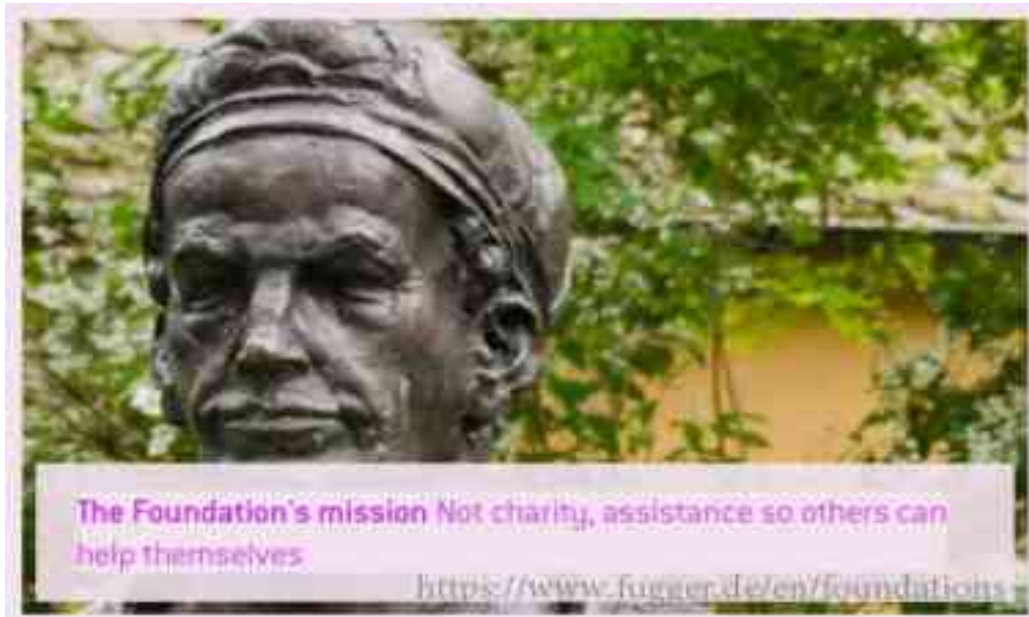 The Foundation's mission Not charity, assistance so others can
help themselves
https://www.fugger.de/en/foundations